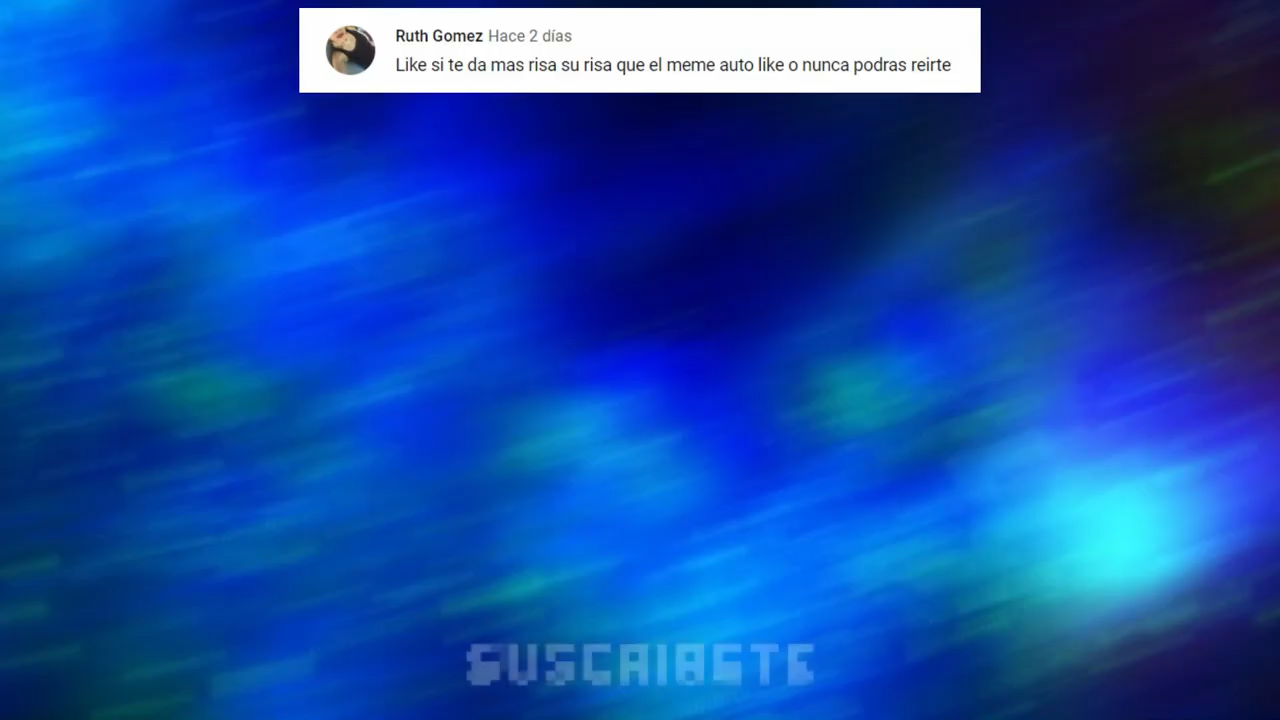 Ruth Gomez Hace 2 días
Like si te da mas risa su risa que el meme auto like o nunca podras reirte
SUSCRIBETE